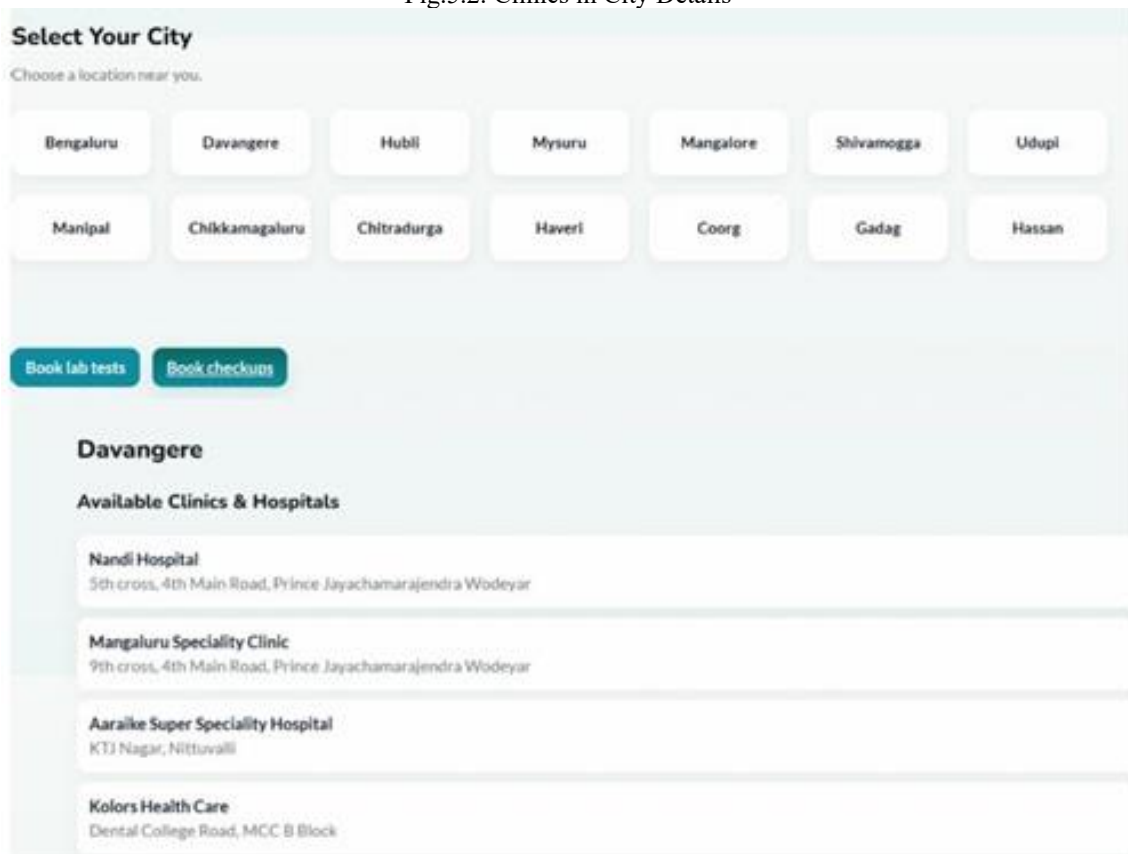 Fig.5.2. Clinics in City Details
Select Your City
Choose a location near you.
Bengaluru Davangere Hubli Mysuru Mangalore Shivamogga Udupi
Manipal Chikkamagaluru Chitradurga Haveri Coorg Gadag Hassan
Book lab tests Book checkups
Davangere
Available Clinics & Hospitals
Nandi Hospital
5th cross, 4th Main Road, Prince Jayachamarajendra Wodeyar
Mangaluru Speciality Clinic
9th cross, 4th Main Road, Prince Jayachamarajendra Wodeyar
Aaraike Super Speciality Hospital
KTJ Nagar, Nittuvalli
Kolors Health Care
Dental College Road, MCC B Block